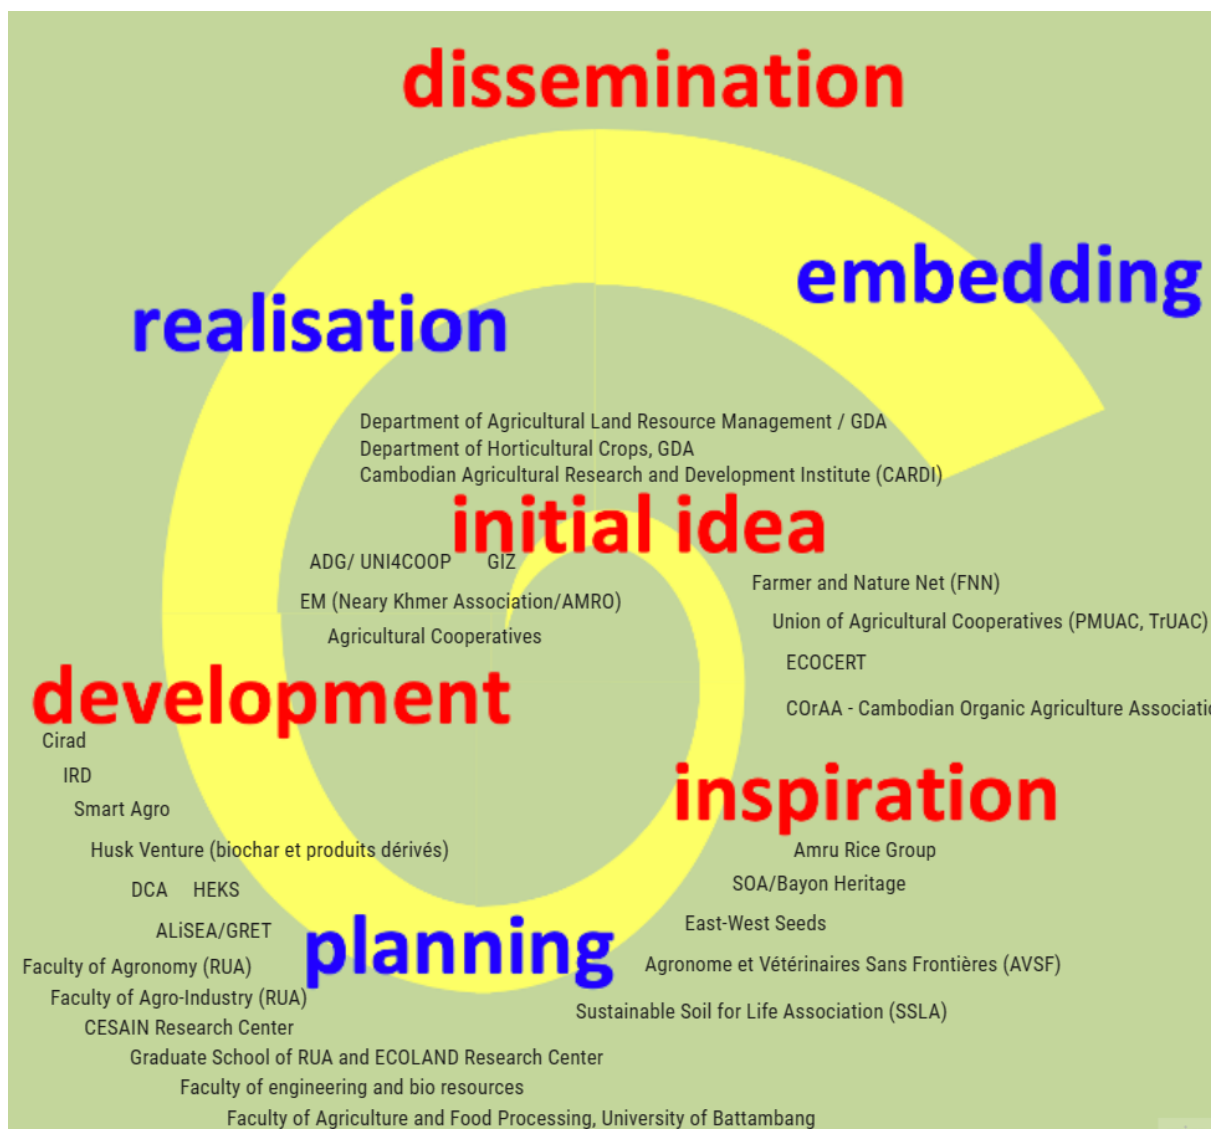 dissemination
embedding
realisation
Department of Agricultural Land Resource Management / GDA
Department of Horticultural Crops, GDA
Cambodian Agricultural Research and Development Institute (CARDI)
initial idea
ADG/ UNI4COOP GIZ
EM (Neary Khmer Association/AMRO)
Agricultural Cooperatives
Farmer and Nature Net (FNN)
Union of Agricultural Cooperatives (PMUAC, TrUAC)
ECOCERT
COrAA - Cambodian Organic Agriculture Associatio
development
Cirad
IRD
Smart Agro
Husk Venture (biochar et produits dérivés)
DCA HEKS
ALiSEA/GRET
Faculty of Agronomy (RUA)
Faculty of Agro-Industry (RUA)
CESAIN Research Center
Graduate School of RUA and ECOLAND Research Center
Faculty of engineering and bio resources
Faculty of Agriculture and Food Processing, University of Battambang
planning
inspiration
Amru Rice Group
SOA/Bayon Heritage
East-West Seeds
Agronome et Vétérinaires Sans Frontières (AVSF)
Sustainable Soil for Life Association (SSLA)